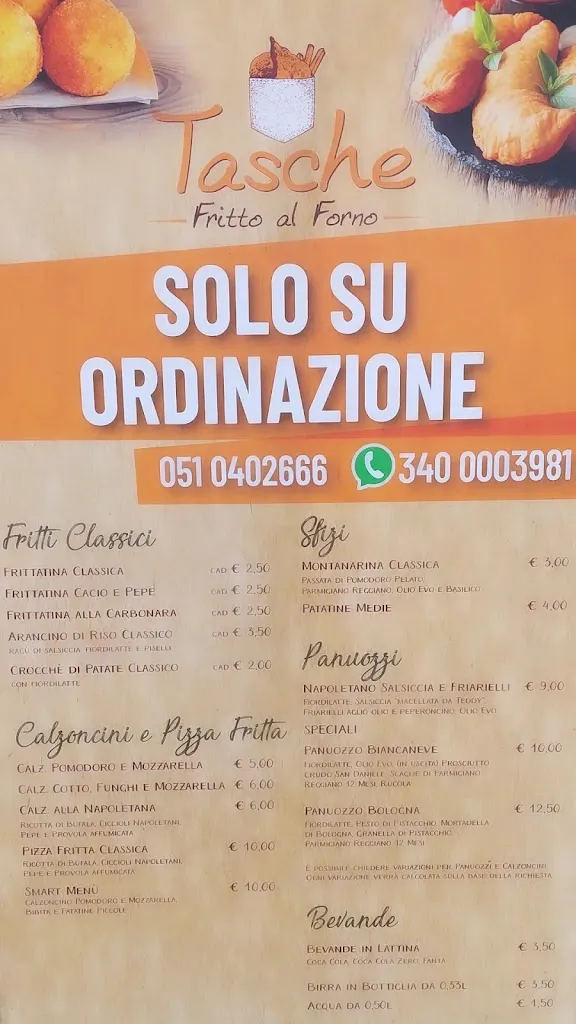 Tasche
Fritto al Forno
SOLO SU
ORDINAZIONE
051 0402666 340 0003981
Fritti Classici
FRITTATINA CLASSICA CAD € 2,50
FRITTATINA CACIO E PEPE CAD € 2,50
FRITTATINA ALLA CARBONARA CAD € 2,50
ARANCINO DI RISO CLASSICO CAD € 3,50
RAGÙ DI SALSICCIA, FIORDILATTE E PISELLI
CROCCHÈ DI PATATE CLASSICO CAD € 2,00
CON FIORDILATTE
Calzoncini e Pizza Fritta
CALZ. POMODORO E MOZZARELLA € 5,00
CALZ. COTTO, FUNGHI E MOZZARELLA € 6,00
CALZ. ALLA NAPOLETANA € 6,00
RICOTTA DI BUFALA, CICCIOLI NAPOLETANI,
PEPE E PROVOLA AFFUMICATA
PIZZA FRITTA CLASSICA € 10,00
RICOTTA DI BUFALA, CICCIOLI NAPOLETANI,
PEPE E PROVOLA AFFUMICATA
SMART MENÙ € 10,00
CALZONCINO POMODORO E MOZZARELLA,
BIBITA E PATATINE PICCOLE
Sfizi
MONTANARINA CLASSICA € 3,00
PASSATA DI POMODORO PELATO,
PARMIGIANO REGGIANO, OLIO EVO E BASILICO
PATATINE MEDIE € 4,00
Panuozzi
NAPOLETANO SALSICCIA E FRIARIELLI € 9,00
FIORDILATTE, SALSICCIA "MACELLATA DA TEDDY",
FRIARIELLI AGLIO OLIO E PEPERONCINO, OLIO EVO
SPECIALI
PANUOZZO BIANCANEVE € 10,00
FIORDILATTE, OLIO EVO, (IN USCITA) PROSCIUTTO
CRUDO SAN DANIELE, SCAGLIE DI PARMIGIANO
REGGIANO 12 MESI, RUCOLA
PANUOZZO BOLOGNA € 12,50
FIORDILATTE, PESTO DI PISTACCHIO, MORTADELLA
DI BOLOGNA, GRANELLA DI PISTACCHIO,
PARMIGIANO REGGIANO 12 MESI
È POSSIBILE CHIEDERE VARIAZIONI PER PANUOZZI E CALZONCINI
OGNI VARIAZIONE VERRÀ CALCOLATA SULLA BASE DELLA RICHIESTA
Bevande
BEVANDE IN LATTINA € 3,50
COCA COLA, COCA COLA ZERO, FANTA
BIRRA IN BOTTIGLIA DA 0,33L € 3,50
ACQUA DA 0,50L € 1,50